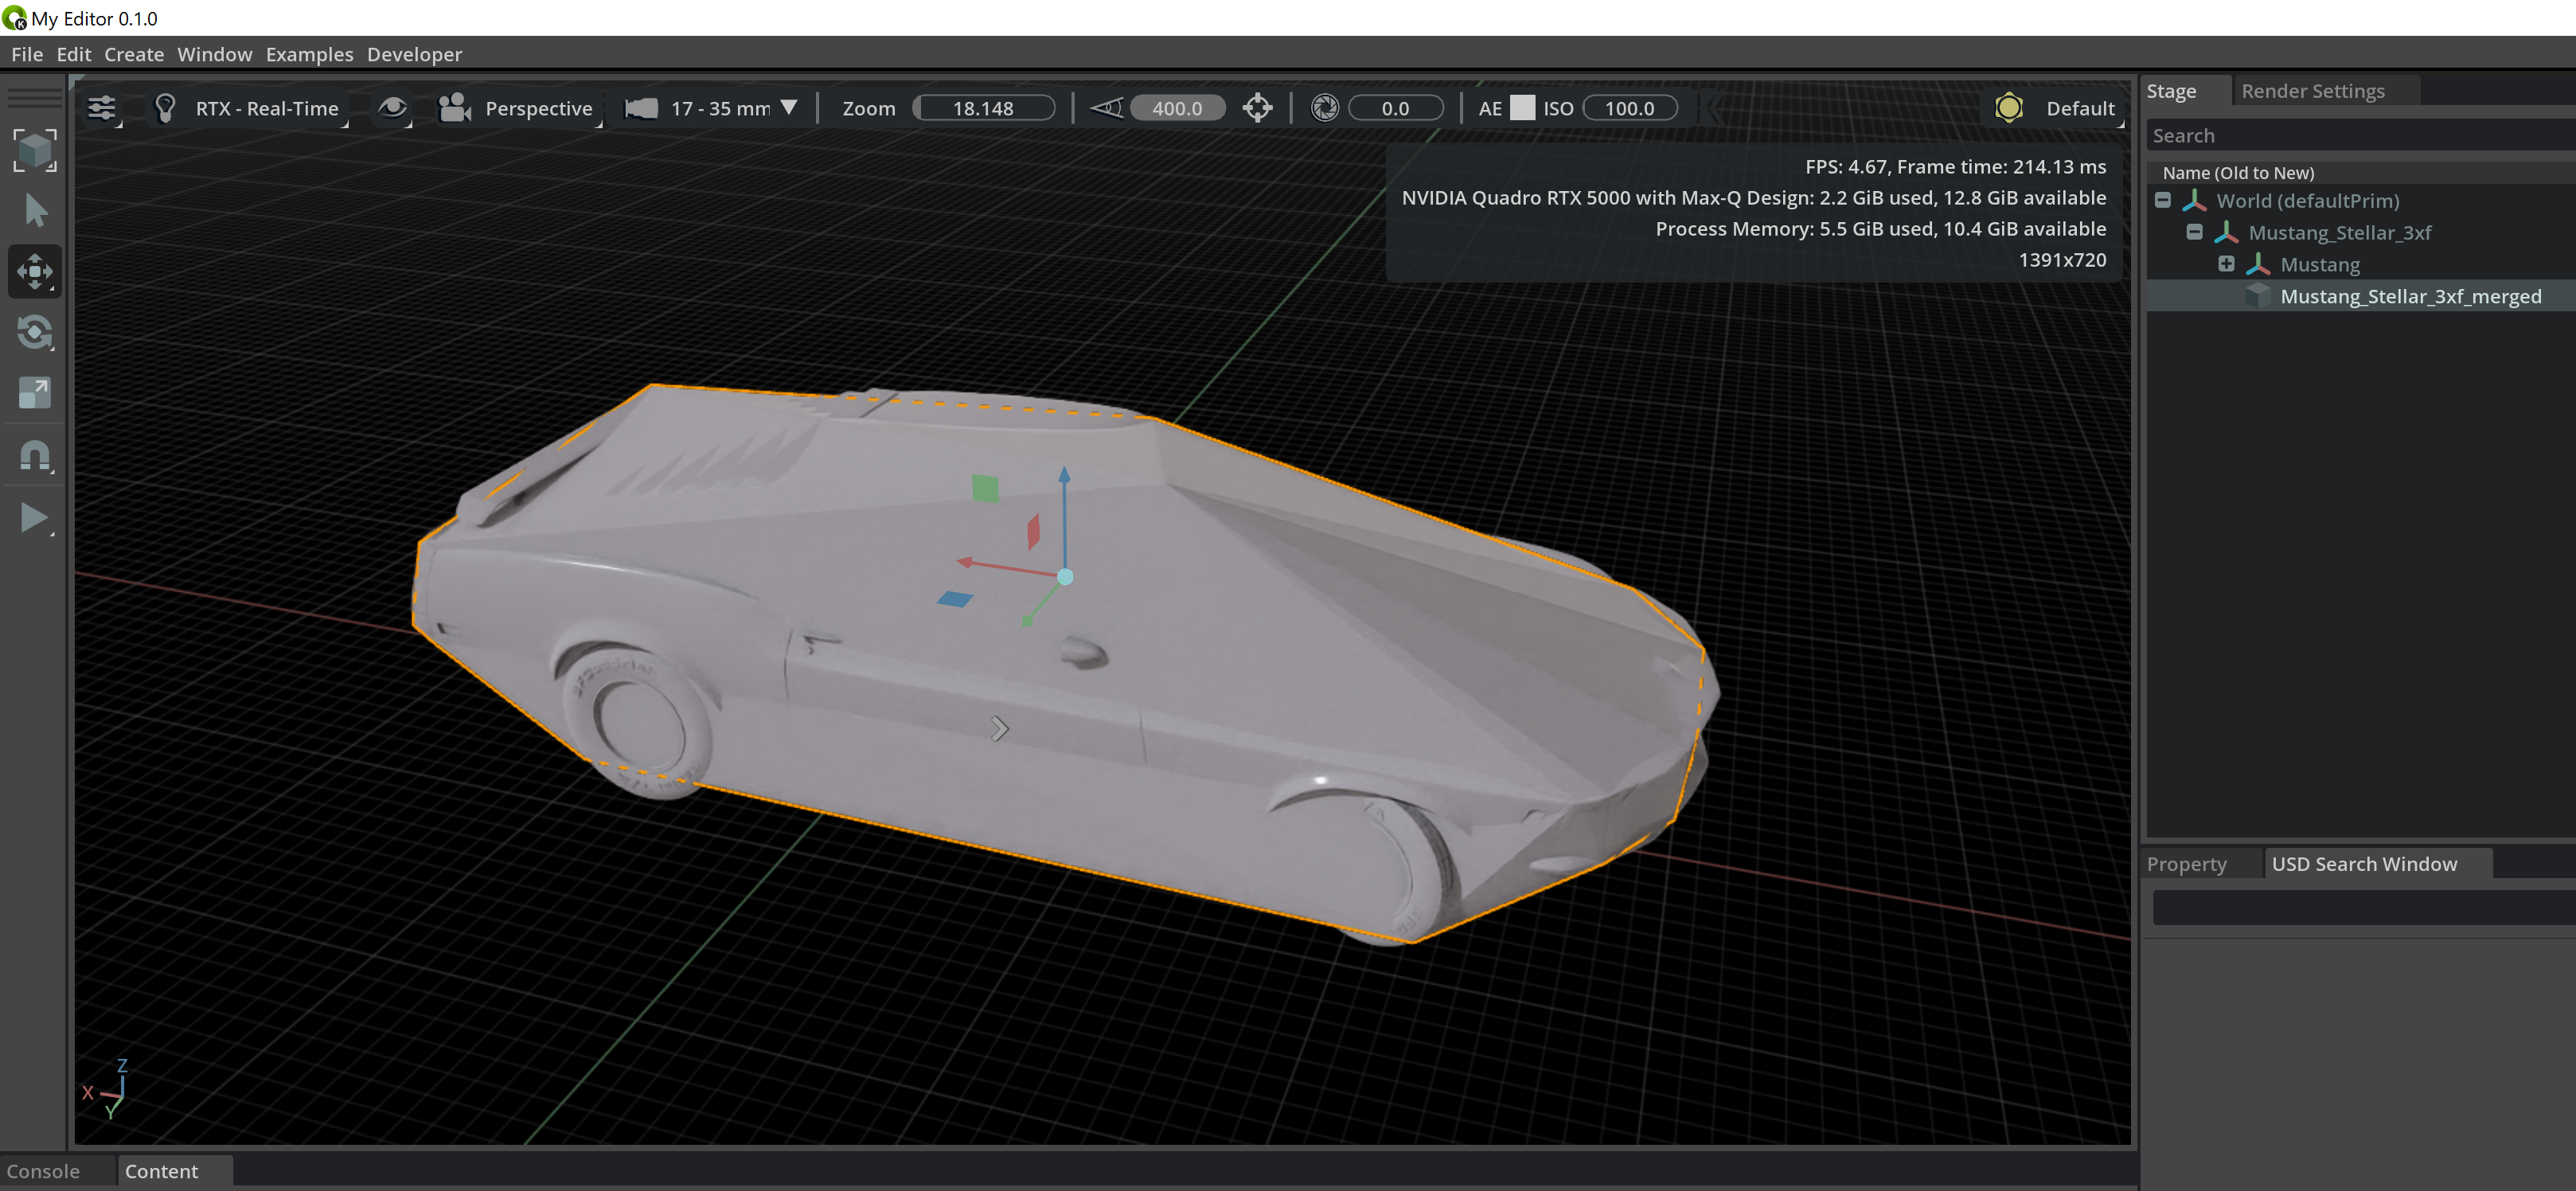 My Editor 0.1.0
File Edit Create Window Examples Developer
RTX - Real-Time Perspective 17 - 35 mm Zoom 18.148 400.0 0.0 AE ISO 100.0 Default
FPS: 4.67, Frame time: 214.13 ms
NVIDIA Quadro RTX 5000 with Max-Q Design: 2.2 GiB used, 12.8 GiB available
Process Memory: 5.5 GiB used, 10.4 GiB available
1391x720
Z
X
Y
Console Content
Stage Render Settings
Search
Name (Old to New)
World (defaultPrim)
Mustang_Stellar_3xf
Mustang
Mustang_Stellar_3xf_merged
Property USD Search Window